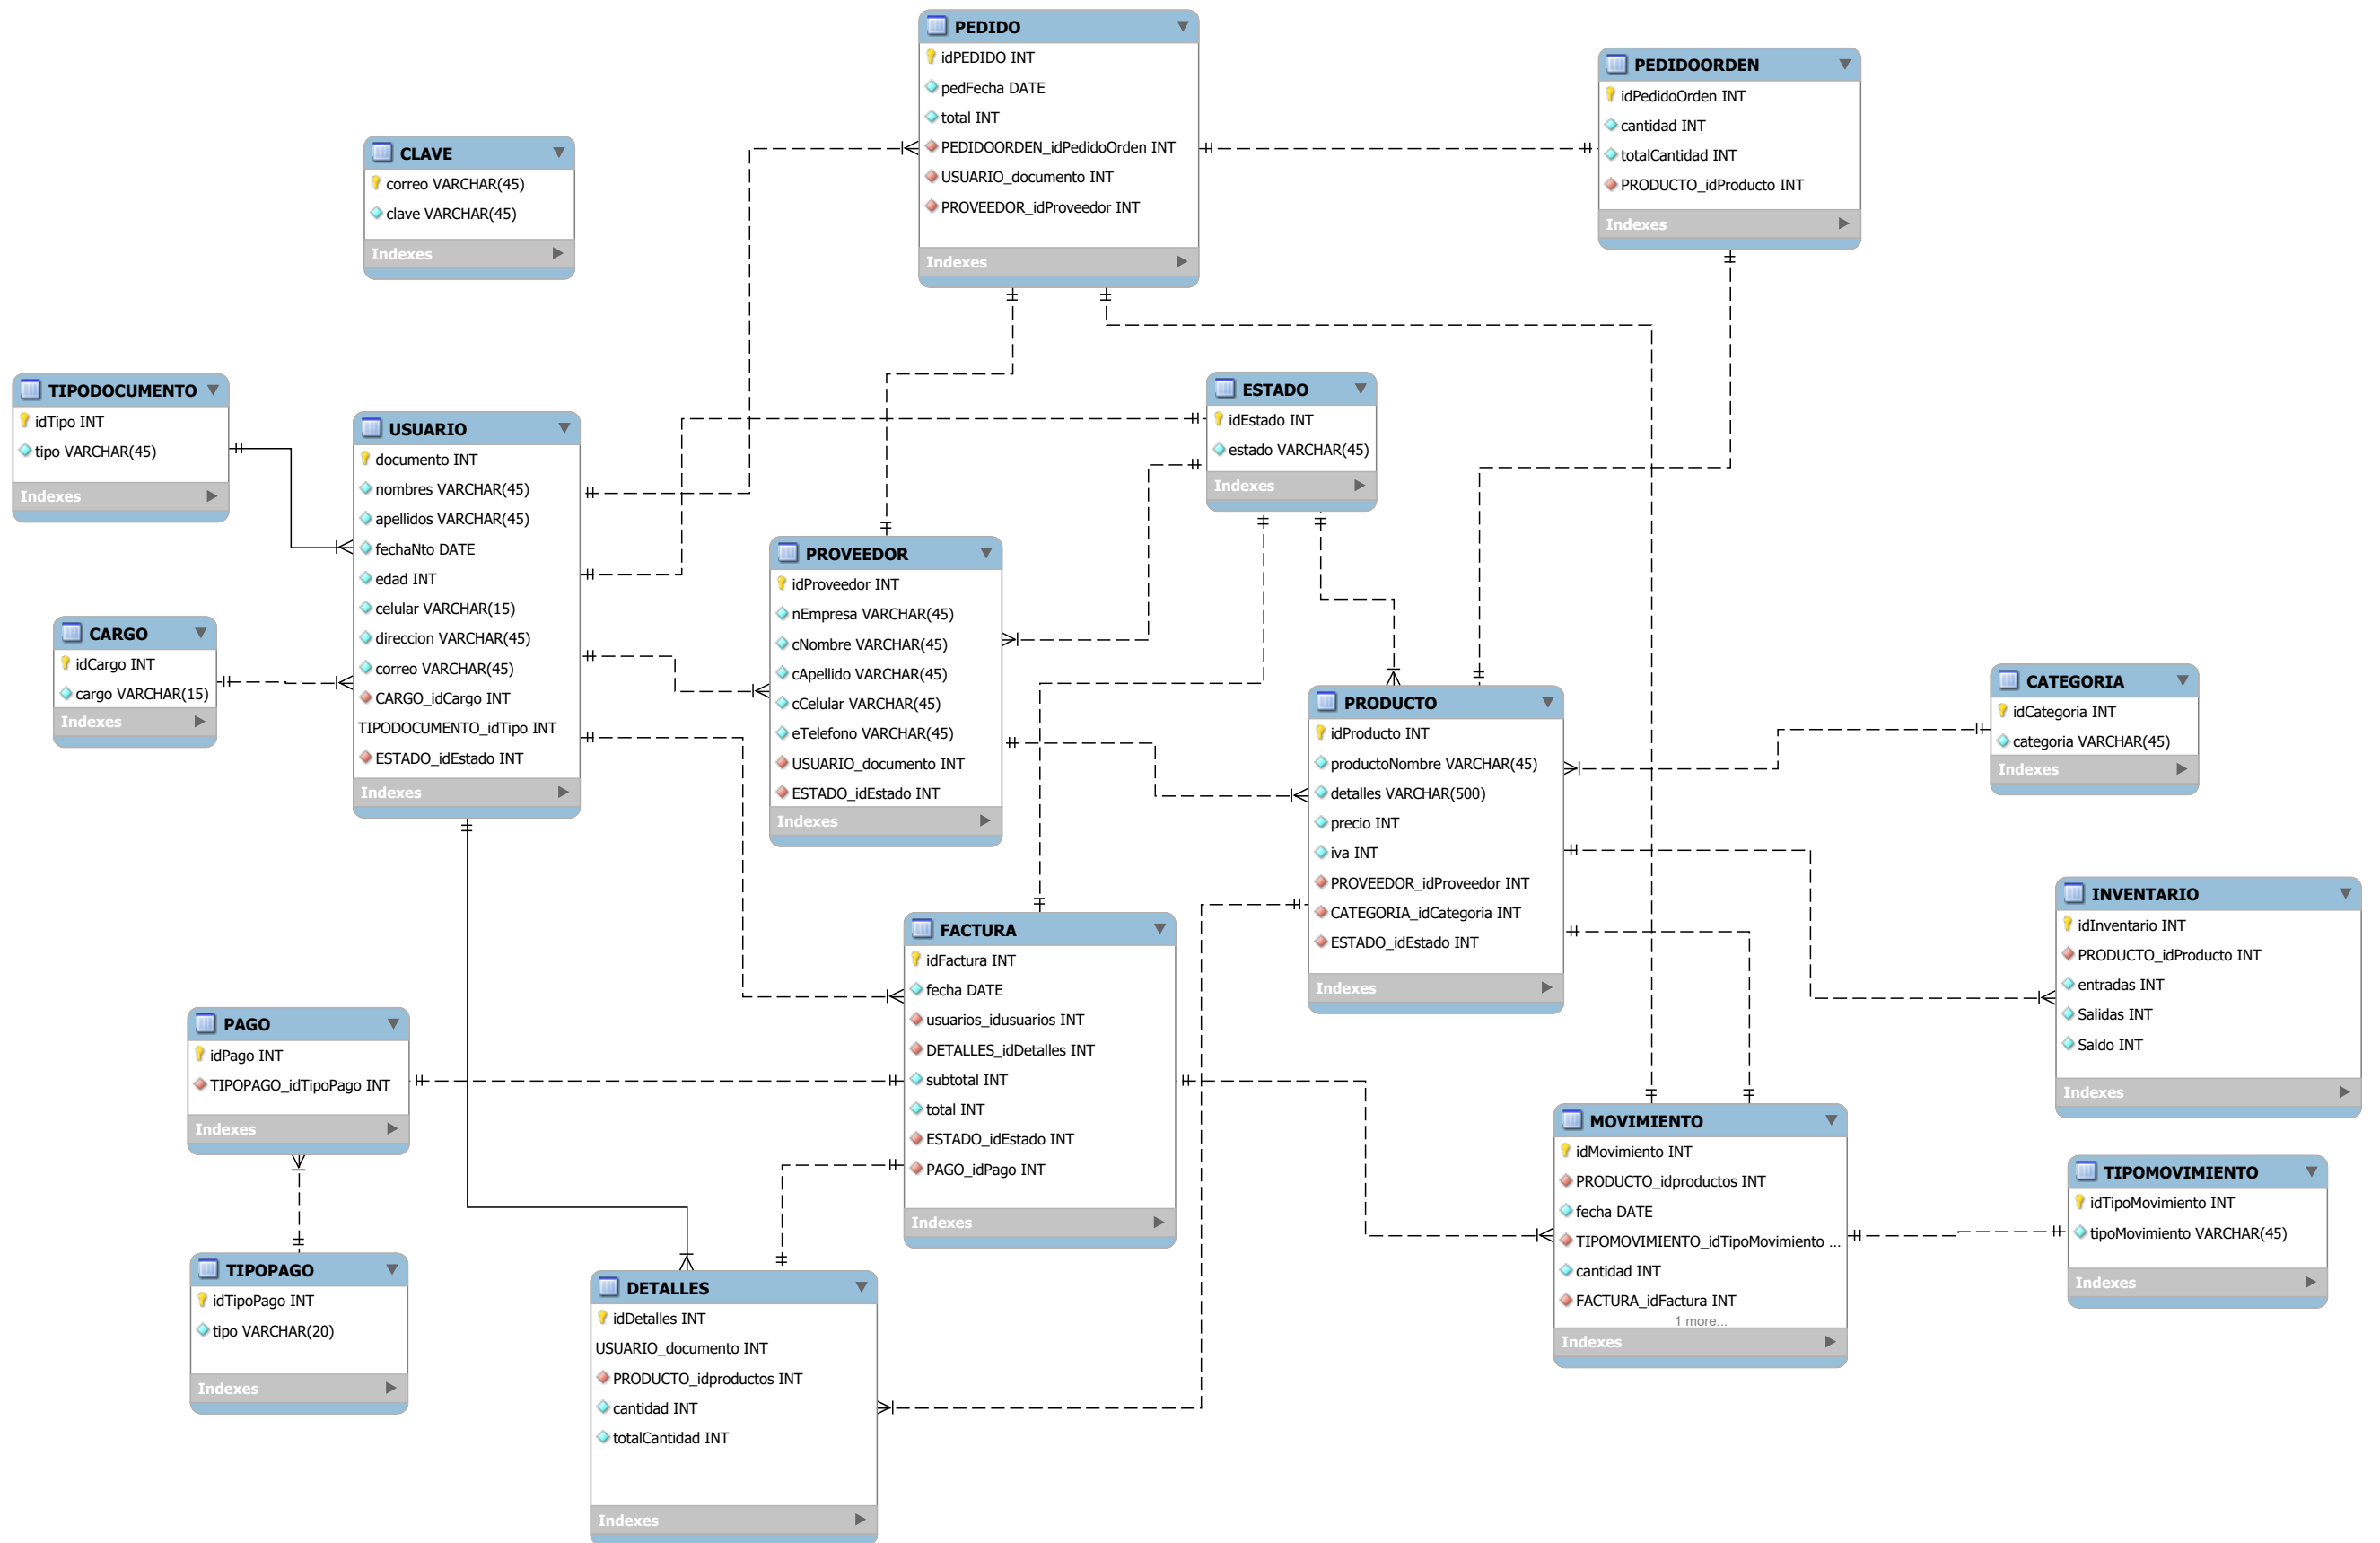 PEDIDO
idPEDIDO INT
pedFecha DATE
total INT
PEDIDOORDEN_idPedidoOrden INT
USUARIO_documento INT
PROVEEDOR_idProveedor INT
Indexes
PEDIDOORDEN
idPedidoOrden INT
cantidad INT
totalCantidad INT
PRODUCTO_idProducto INT
Indexes
CLAVE
correo VARCHAR(45)
clave VARCHAR(45)
Indexes
TIPODOCUMENTO
idTipo INT
tipo VARCHAR(45)
Indexes
USUARIO
documento INT
nombres VARCHAR(45)
apellidos VARCHAR(45)
fechaNto DATE
edad INT
celular VARCHAR(15)
direccion VARCHAR(45)
correo VARCHAR(45)
CARGO_idCargo INT
TIPODOCUMENTO_idTipo INT
ESTADO_idEstado INT
Indexes
ESTADO
idEstado INT
estado VARCHAR(45)
Indexes
PROVEEDOR
idProveedor INT
nEmpresa VARCHAR(45)
cNombre VARCHAR(45)
cApellido VARCHAR(45)
cCelular VARCHAR(45)
eTelefono VARCHAR(45)
USUARIO_documento INT
ESTADO_idEstado INT
Indexes
CARGO
idCargo INT
cargo VARCHAR(15)
Indexes
PRODUCTO
idProducto INT
productoNombre VARCHAR(45)
detalles VARCHAR(500)
precio INT
iva INT
PROVEEDOR_idProveedor INT
CATEGORIA_idCategoria INT
ESTADO_idEstado INT
Indexes
CATEGORIA
idCategoria INT
categoria VARCHAR(45)
Indexes
INVENTARIO
idInventario INT
PRODUCTO_idProducto INT
entradas INT
Salidas INT
Saldo INT
Indexes
FACTURA
idFactura INT
fecha DATE
usuarios_idusuarios INT
DETALLES_idDetalles INT
subtotal INT
total INT
ESTADO_idEstado INT
PAGO_idPago INT
Indexes
PAGO
idPago INT
TIPOPAGO_idTipoPago INT
Indexes
MOVIMIENTO
idMovimiento INT
PRODUCTO_idproductos INT
fecha DATE
TIPOMOVIMIENTO_idTipoMovimiento ...
cantidad INT
FACTURA_idFactura INT
1 more...
Indexes
TIPOMOVIMIENTO
idTipoMovimiento INT
tipoMovimiento VARCHAR(45)
Indexes
TIPOPAGO
idTipoPago INT
tipo VARCHAR(20)
Indexes
DETALLES
idDetalles INT
USUARIO_documento INT
PRODUCTO_idproductos INT
cantidad INT
totalCantidad INT
Indexes